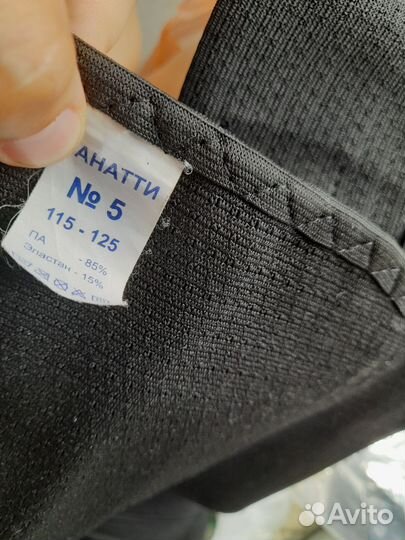 АНАТТИ
№ 5
115 - 125
ПА - 85%
Эластан - 15%
Avito